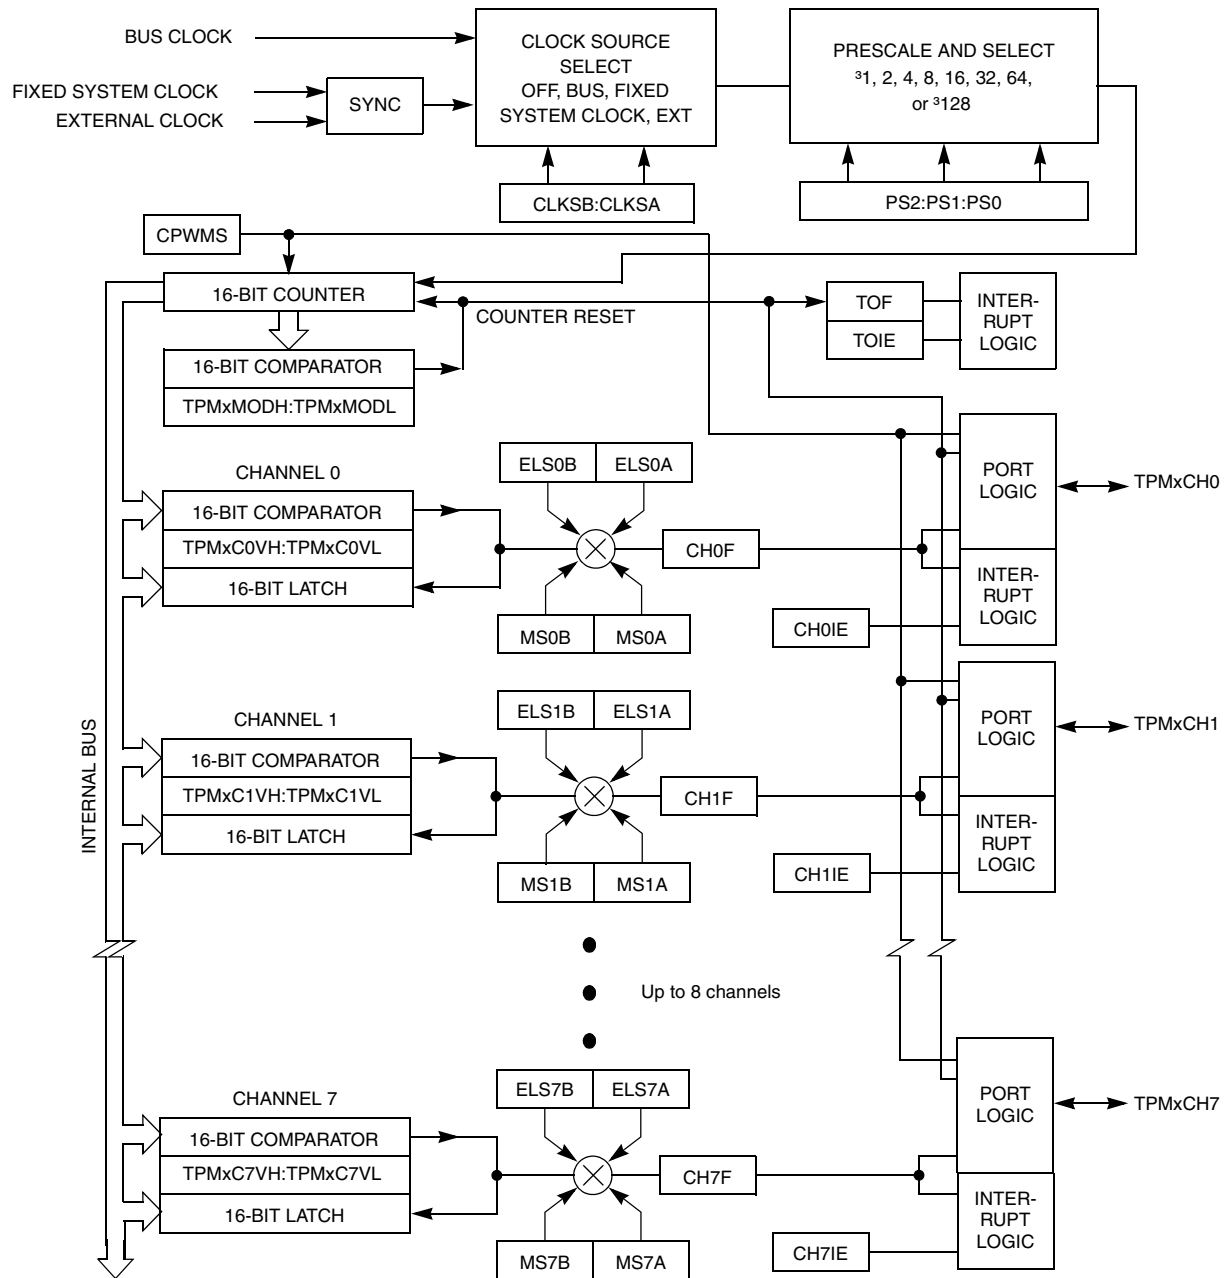 BUS CLOCK
FIXED SYSTEM CLOCK
EXTERNAL CLOCK
SYNC
CLOCK SOURCE
SELECT
OFF, BUS, FIXED
SYSTEM CLOCK, EXT
PRESCALE AND SELECT
³1, 2, 4, 8, 16, 32, 64,
or ³128
CLKSB:CLKSA
PS2:PS1:PS0
CPWMS
16-BIT COUNTER
COUNTER RESET
TOF
TOIE
INTER-
RUPT
LOGIC
16-BIT COMPARATOR
TPMxMODH:TPMxMODL
CHANNEL 0
16-BIT COMPARATOR
TPMxC0VH:TPMxC0VL
16-BIT LATCH
ELS0B
ELS0A
MS0B
MS0A
CH0F
CH0IE
PORT
LOGIC
INTER-
RUPT
LOGIC
TPMxCH0
INTERNAL BUS
CHANNEL 1
16-BIT COMPARATOR
TPMxC1VH:TPMxC1VL
16-BIT LATCH
ELS1B
ELS1A
MS1B
MS1A
CH1F
CH1IE
PORT
LOGIC
INTER-
RUPT
LOGIC
TPMxCH1
Up to 8 channels
CHANNEL 7
16-BIT COMPARATOR
TPMxC7VH:TPMxC7VL
16-BIT LATCH
ELS7B
ELS7A
MS7B
MS7A
CH7F
CH7IE
PORT
LOGIC
INTER-
RUPT
LOGIC
TPMxCH7